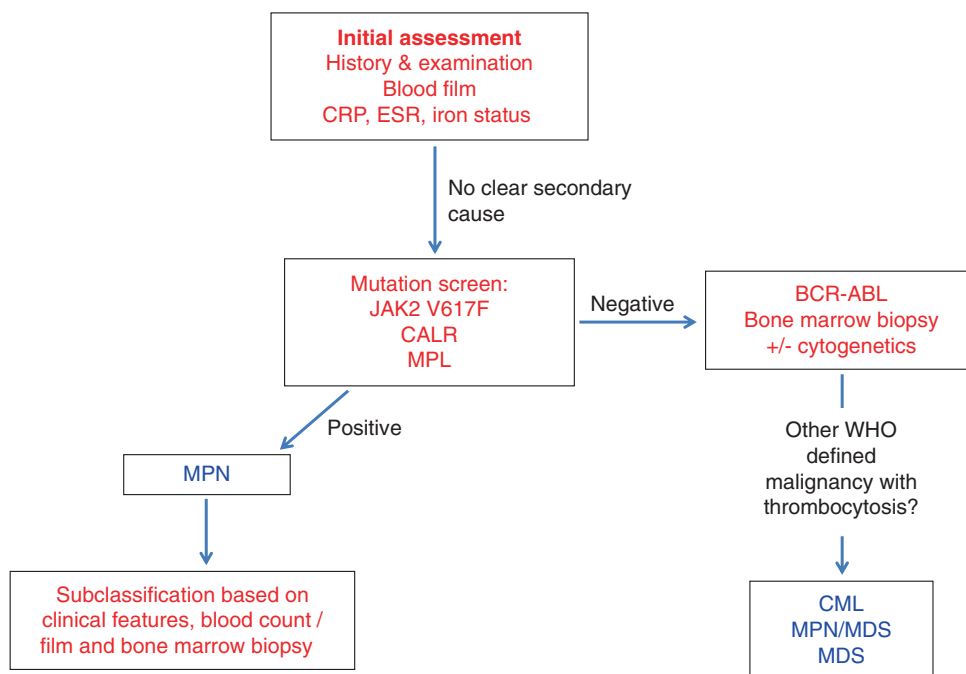 Initial assessment
History & examination
Blood film
CRP, ESR, iron status
No clear secondary
cause
Mutation screen:
JAK2 V617F
CALR
MPL
Negative
BCR-ABL
Bone marrow biopsy
+/- cytogenetics
Positive
MPN
Other WHO
defined
malignancy with
thrombocytosis?
Subclassification based on
clinical features, blood count /
film and bone marrow biopsy
CML
MPN/MDS
MDS